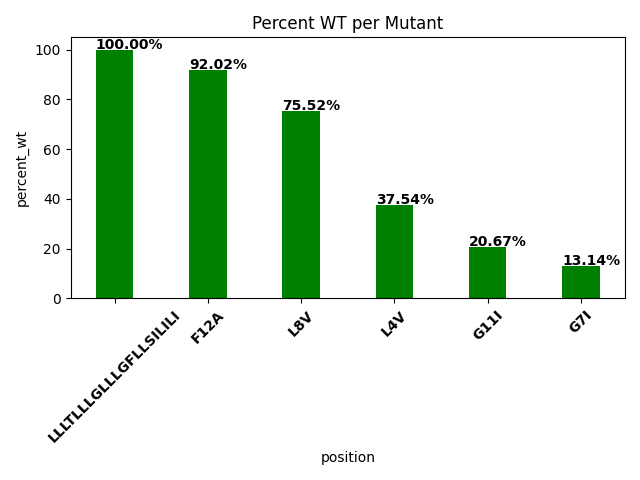 Percent WT per Mutant
percent_wt
100
80
60
40
20
0
100.00%
92.02%
75.52%
37.54%
20.67%
13.14%
LLLTLLLGLLLGFLLSILILI
F12A
L8V
L4V
G11I
G7I
position